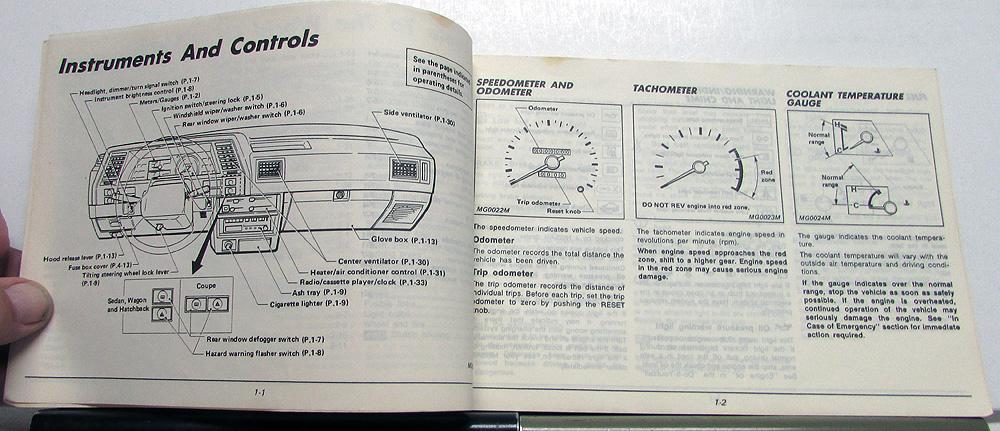 Instruments And Controls
See the page indicated
in parentheses for
operating details.
Headlight, dimmer/turn signal switch (P.1-7)
Instrument brightness control (P.1-8)
Meters/Gauges (P.1-2)
Ignition switch/steering lock (P.1-5)
Windshield wiper/washer switch (P.1-6)
Rear window wiper/washer switch (P.1-6)
Side ventilator (P.1-30)
Hood release lever (P.1-13)
Fuse box cover (P.4-13)
Tilting steering wheel lock lever
(P.1-8)
Glove box (P.1-13)
Center ventilator (P.1-30)
Heater/air conditioner control (P.1-31)
Radio/cassette player/clock (P.1-33)
Ash tray (P.1-9)
Cigarette lighter (P.1-9)
Sedan, Wagon
and Hatchback
Coupe
Rear window defogger switch (P.1-7)
Hazard warning flasher switch (P.1-8)
1-1
SPEEDOMETER AND
ODOMETER
Odometer
Trip odometer
Reset knob
MG0022M
The speedometer indicates vehicle speed.
Odometer
The odometer records the total distance the
vehicle has been driven.
Trip odometer
The trip odometer records the distance of
individual trips. Before each trip, set the trip
odometer to zero by pushing the RESET
knob.
TACHOMETER
Red
zone
DO NOT REV engine into red zone.
MG0023M
The tachometer indicates engine speed in
revolutions per minute (rpm).
When engine speed approaches the red
zone, shift to a higher gear. Engine speed
in the red zone may cause serious engine
damage.
COOLANT TEMPERATURE
GAUGE
Normal
range
H
C
Normal
range
H
C
MG0024M
The gauge indicates the coolant tempera-
ture.
The coolant temperature will vary with the
outside air temperature and driving condi-
tions.
If the gauge indicates over the normal
range, stop the vehicle as soon as safely
possible. If the engine is overheated,
continued operation of the vehicle may
seriously damage the engine. See "In
Case of Emergency" section for immediate
action required.
1-2